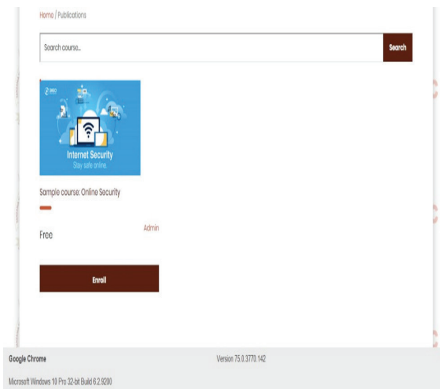 Home / Publications
Search course..
Search
Internet Security
Stay safe online
Sample course: Online Security
Free
Admin
Enroll
Google Chrome
Version 75.0.3770.142
Microsoft Windows 10 Pro 32-bit Build 6.2.9200